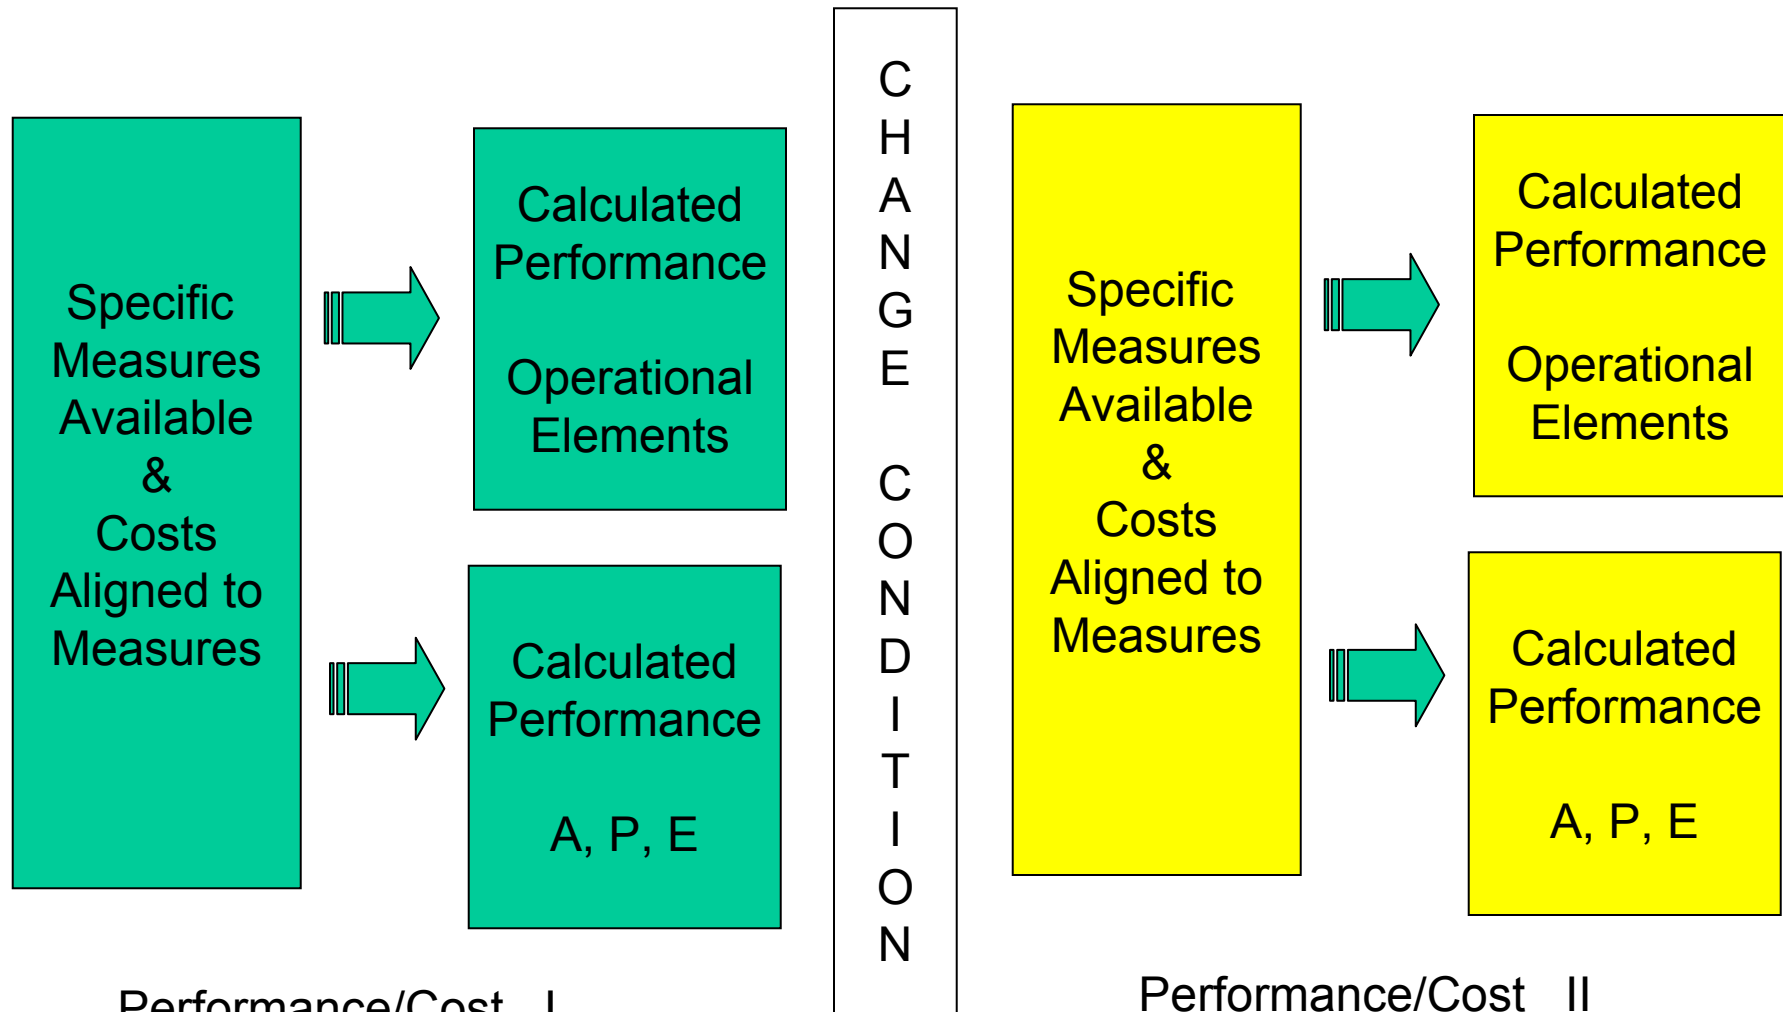 Specific
Measures
Available
&
Costs
Aligned to
Measures
Calculated
Performance
Operational
Elements
Calculated
Performance
A, P, E
Performance/Cost I
C
H
A
N
G
E
C
O
N
D
I
T
I
O
N
Specific
Measures
Available
&
Costs
Aligned to
Measures
Calculated
Performance
Operational
Elements
Calculated
Performance
A, P, E
Performance/Cost II